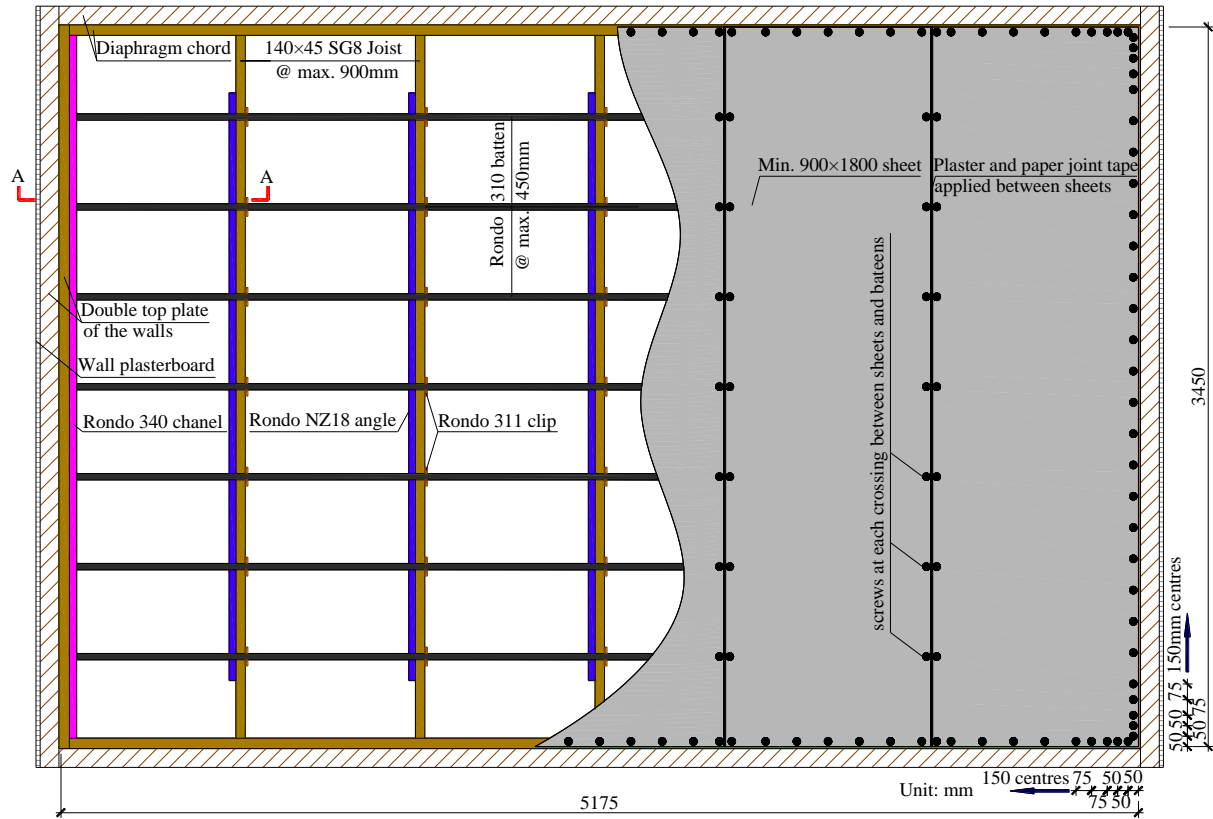 Diaphragm chord
140×45 SG8 Joist
@ max. 900mm
A
A
Rondo 310 batten
@ max. 450mm
Min. 900×1800 sheet
Plaster and paper joint tape
applied between sheets
Double top plate
of the walls
Wall plasterboard
Rondo 340 chanel
Rondo NZ18 angle
Rondo 311 clip
screws at each crossing between sheets and bateens
3450
150mm centres
75
75
50
50
50
50
Unit: mm
150 centres
75
50
50
75
50
5175